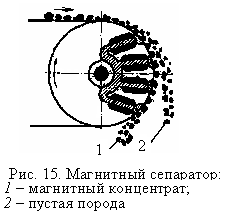 1 2
Рис. 15. Магнитный сепаратор:
1 – магнитный концентрат;
2 – пустая порода